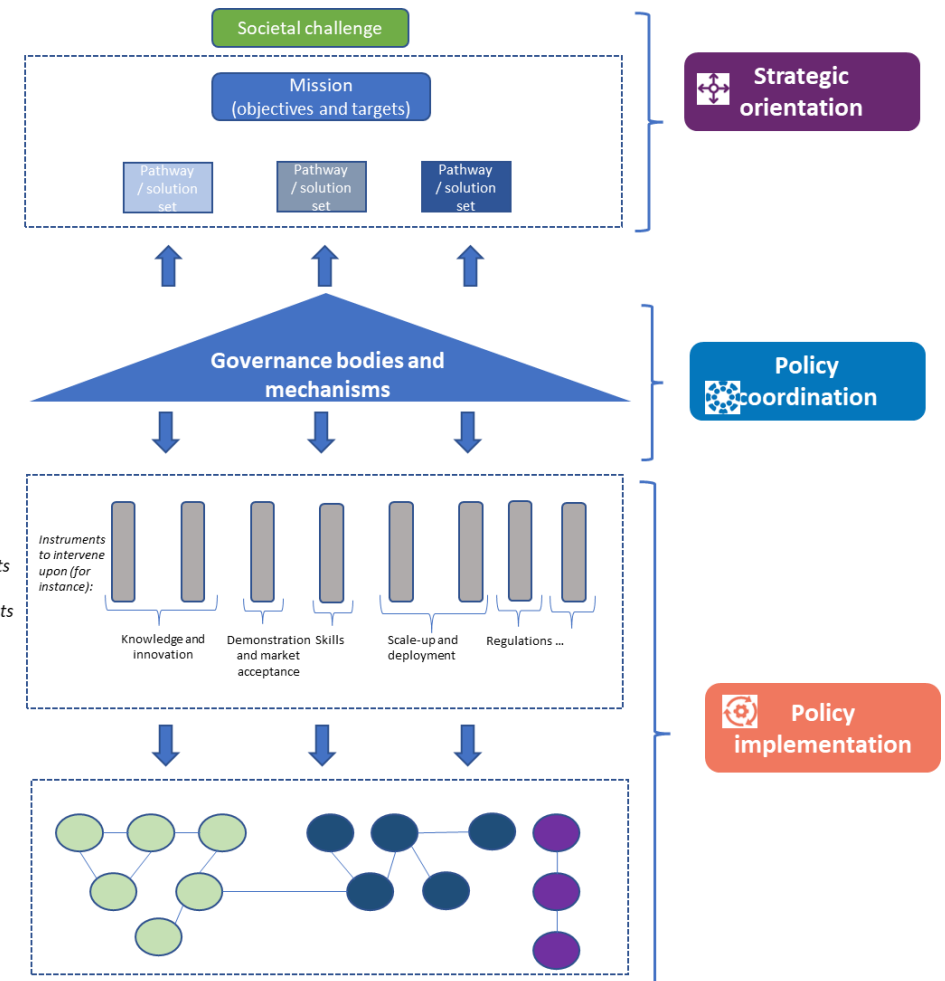 Societal challenge
Mission
(objectives and targets)
Strategic
orientation
Pathway
/ solution
set
Pathway
/ solution
set
Pathway
/ solution
set
Governance bodies and
mechanisms
Policy
coordination
Instruments
to intervene
upon (for
instance):
ts
ts
Knowledge and
innovation
Demonstration
and market
acceptance
Skills
Scale-up and
deployment
Regulations ...
Policy
implementation